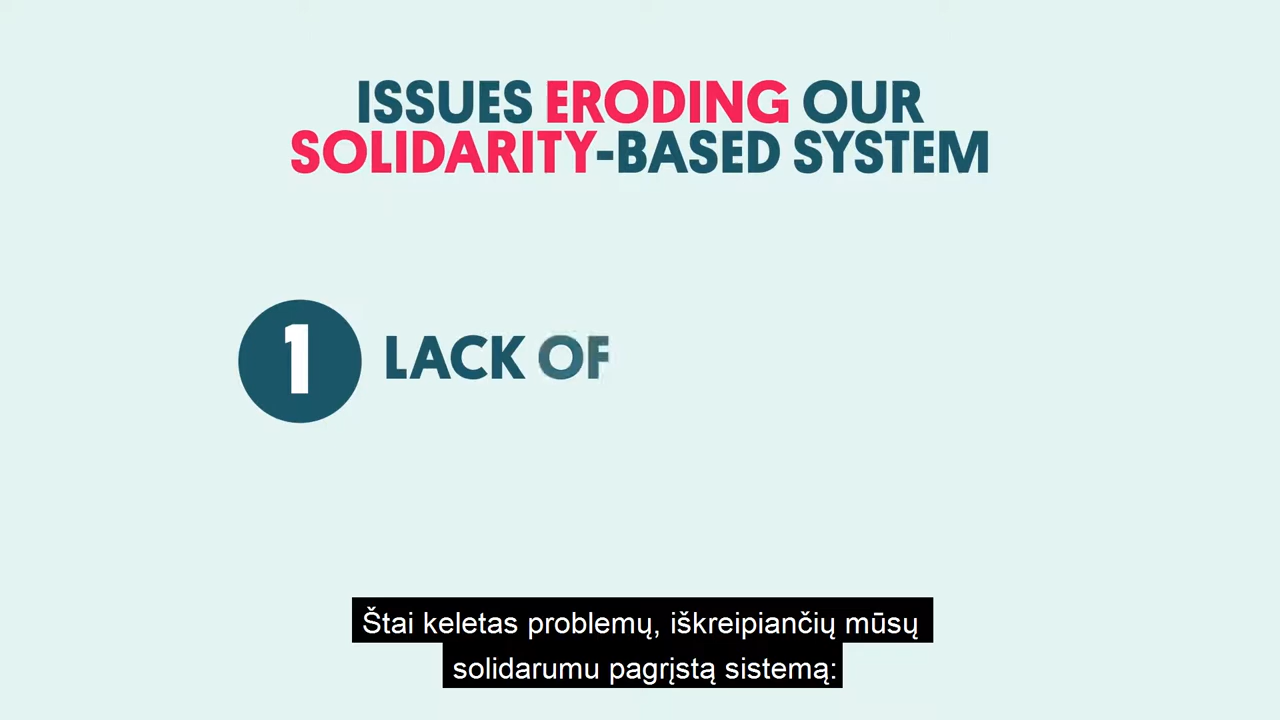 ISSUES ERODING OUR
SOLIDARITY-BASED SYSTEM
1 LACK OF
Štai keletas problemų, iškreipiančių mūsų
solidarumu pagrįstą sistemą: